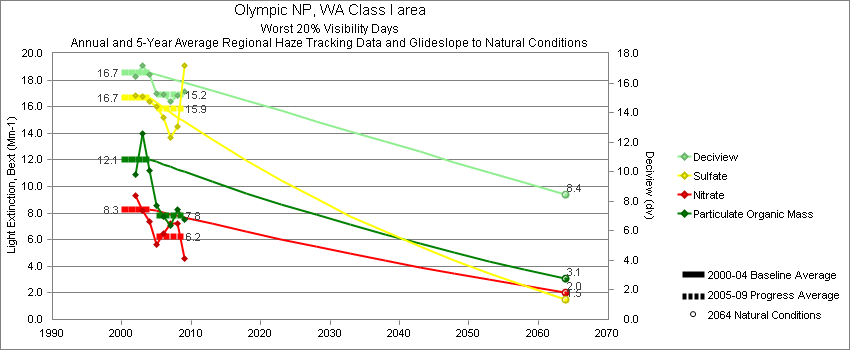 Olympic NP, WA Class I area
Worst 20% Visibility Days
Annual and 5-Year Average Regional Haze Tracking Data and Glideslope to Natural Conditions
Light Extinction, Bext (Mm-1)
20.0
18.0
16.0
14.0
12.0
10.0
8.0
6.0
4.0
2.0
0.0
16.7
16.7
12.1
8.3
15.2
15.9
7.8
6.2
8.4
3.1
2.0
1.5
18.0
16.0
14.0
12.0
10.0
8.0
6.0
4.0
2.0
0.0
Deciview (dv)
1990 2000 2010 2020 2030 2040 2050 2060 2070
Deciview
Sulfate
Nitrate
Particulate Organic Mass
2000-04 Baseline Average
2005-09 Progress Average
2064 Natural Conditions